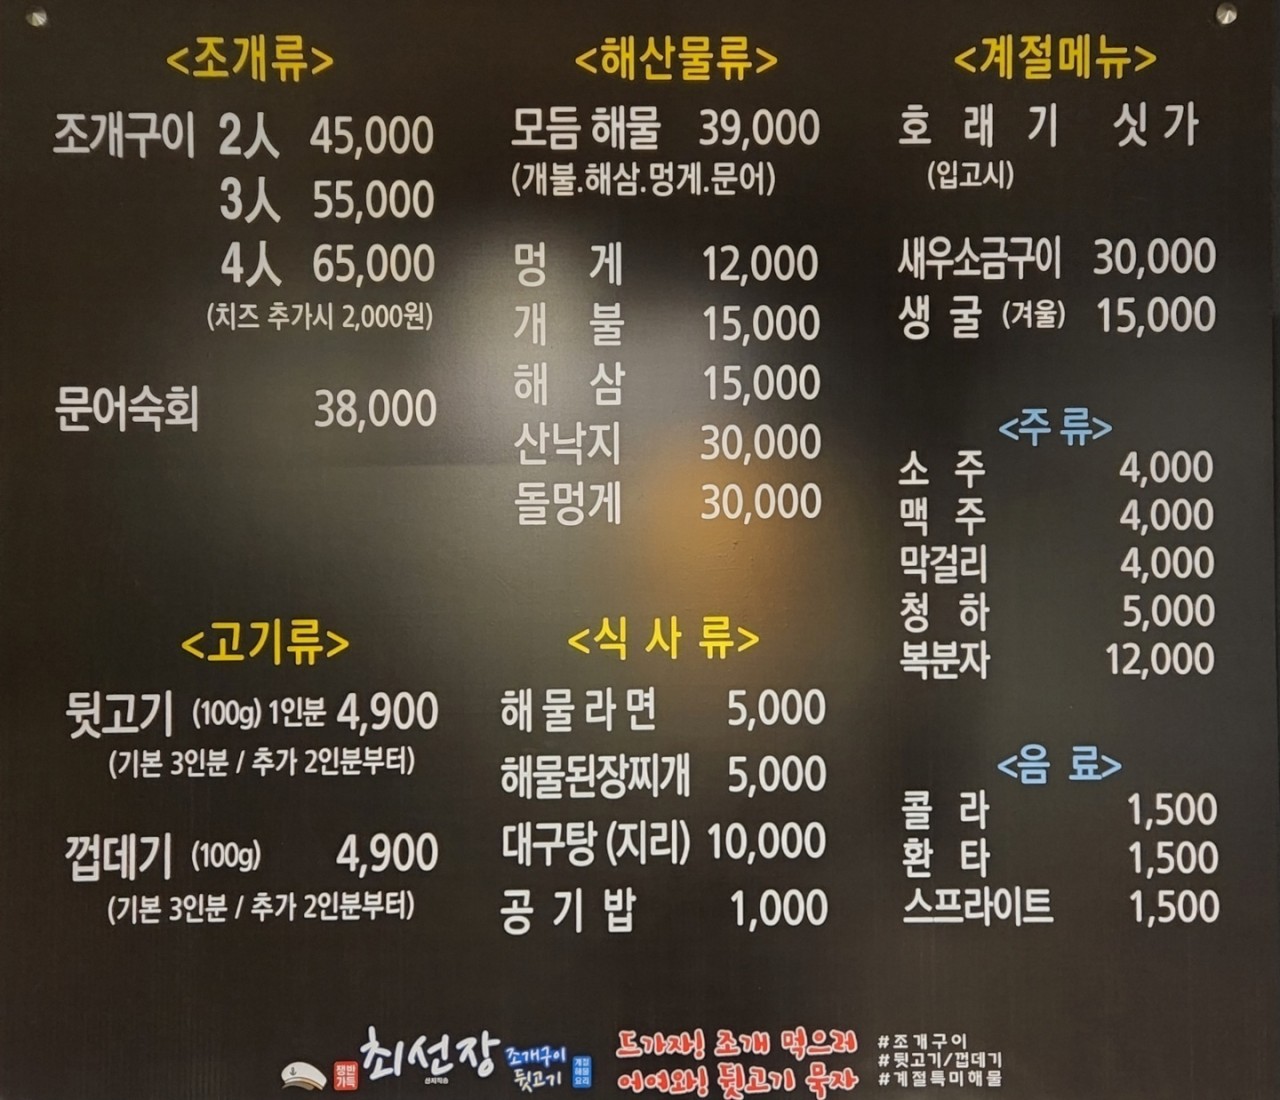 <조개류>
조개구이 2人 45,000
3人 55,000
4人 65,000
(치즈 추가시 2,000원)
문어숙회 38,000
<고기류>
뒷고기 (100g) 1인분 4,900
(기본 3인분 / 추가 2인분부터)
껍데기 (100g) 4,900
(기본 3인분 / 추가 2인분부터)
<해산물류>
모듬 해물 39,000
(개불.해삼.멍게.문어)
멍 게 12,000
개 불 15,000
해 삼 15,000
산낙지 30,000
돌멍게 30,000
<식 사 류>
해 물 라 면 5,000
해물된장찌개 5,000
대구탕 (지리) 10,000
공 기 밥 1,000
<계절메뉴>
호 래 기 싯 가
(입고시)
새우소금구이 30,000
생 굴 (겨울) 15,000
<주 류>
소 주 4,000
맥 주 4,000
막걸리 4,000
청 하 5,000
복분자 12,000
<음 료>
콜 라 1,500
환 타 1,500
스프라이트 1,500
쟁반
가득
최선장
조개구이
뒷고기
계절
해물
요리
드가자! 조개 먹으러
어여와! 뒷고기 묵자
#조개구이
#뒷고기/껍데기
#계절특미해물